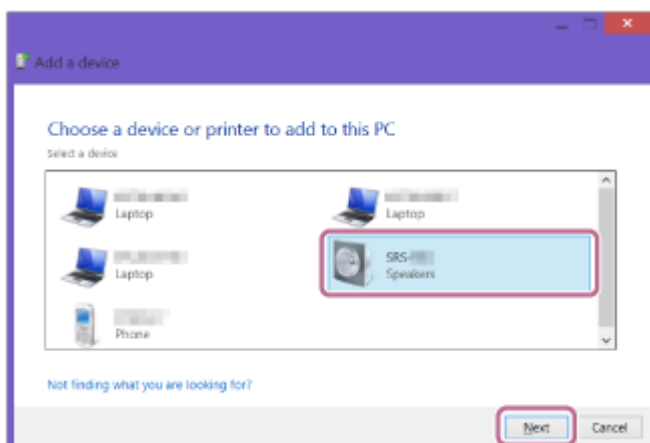 Add a device
Choose a device or printer to add to this PC
Select a device
Laptop
Laptop
Laptop
SRS-
Speakers
Phone
Not finding what you are looking for?
Next
Cancel